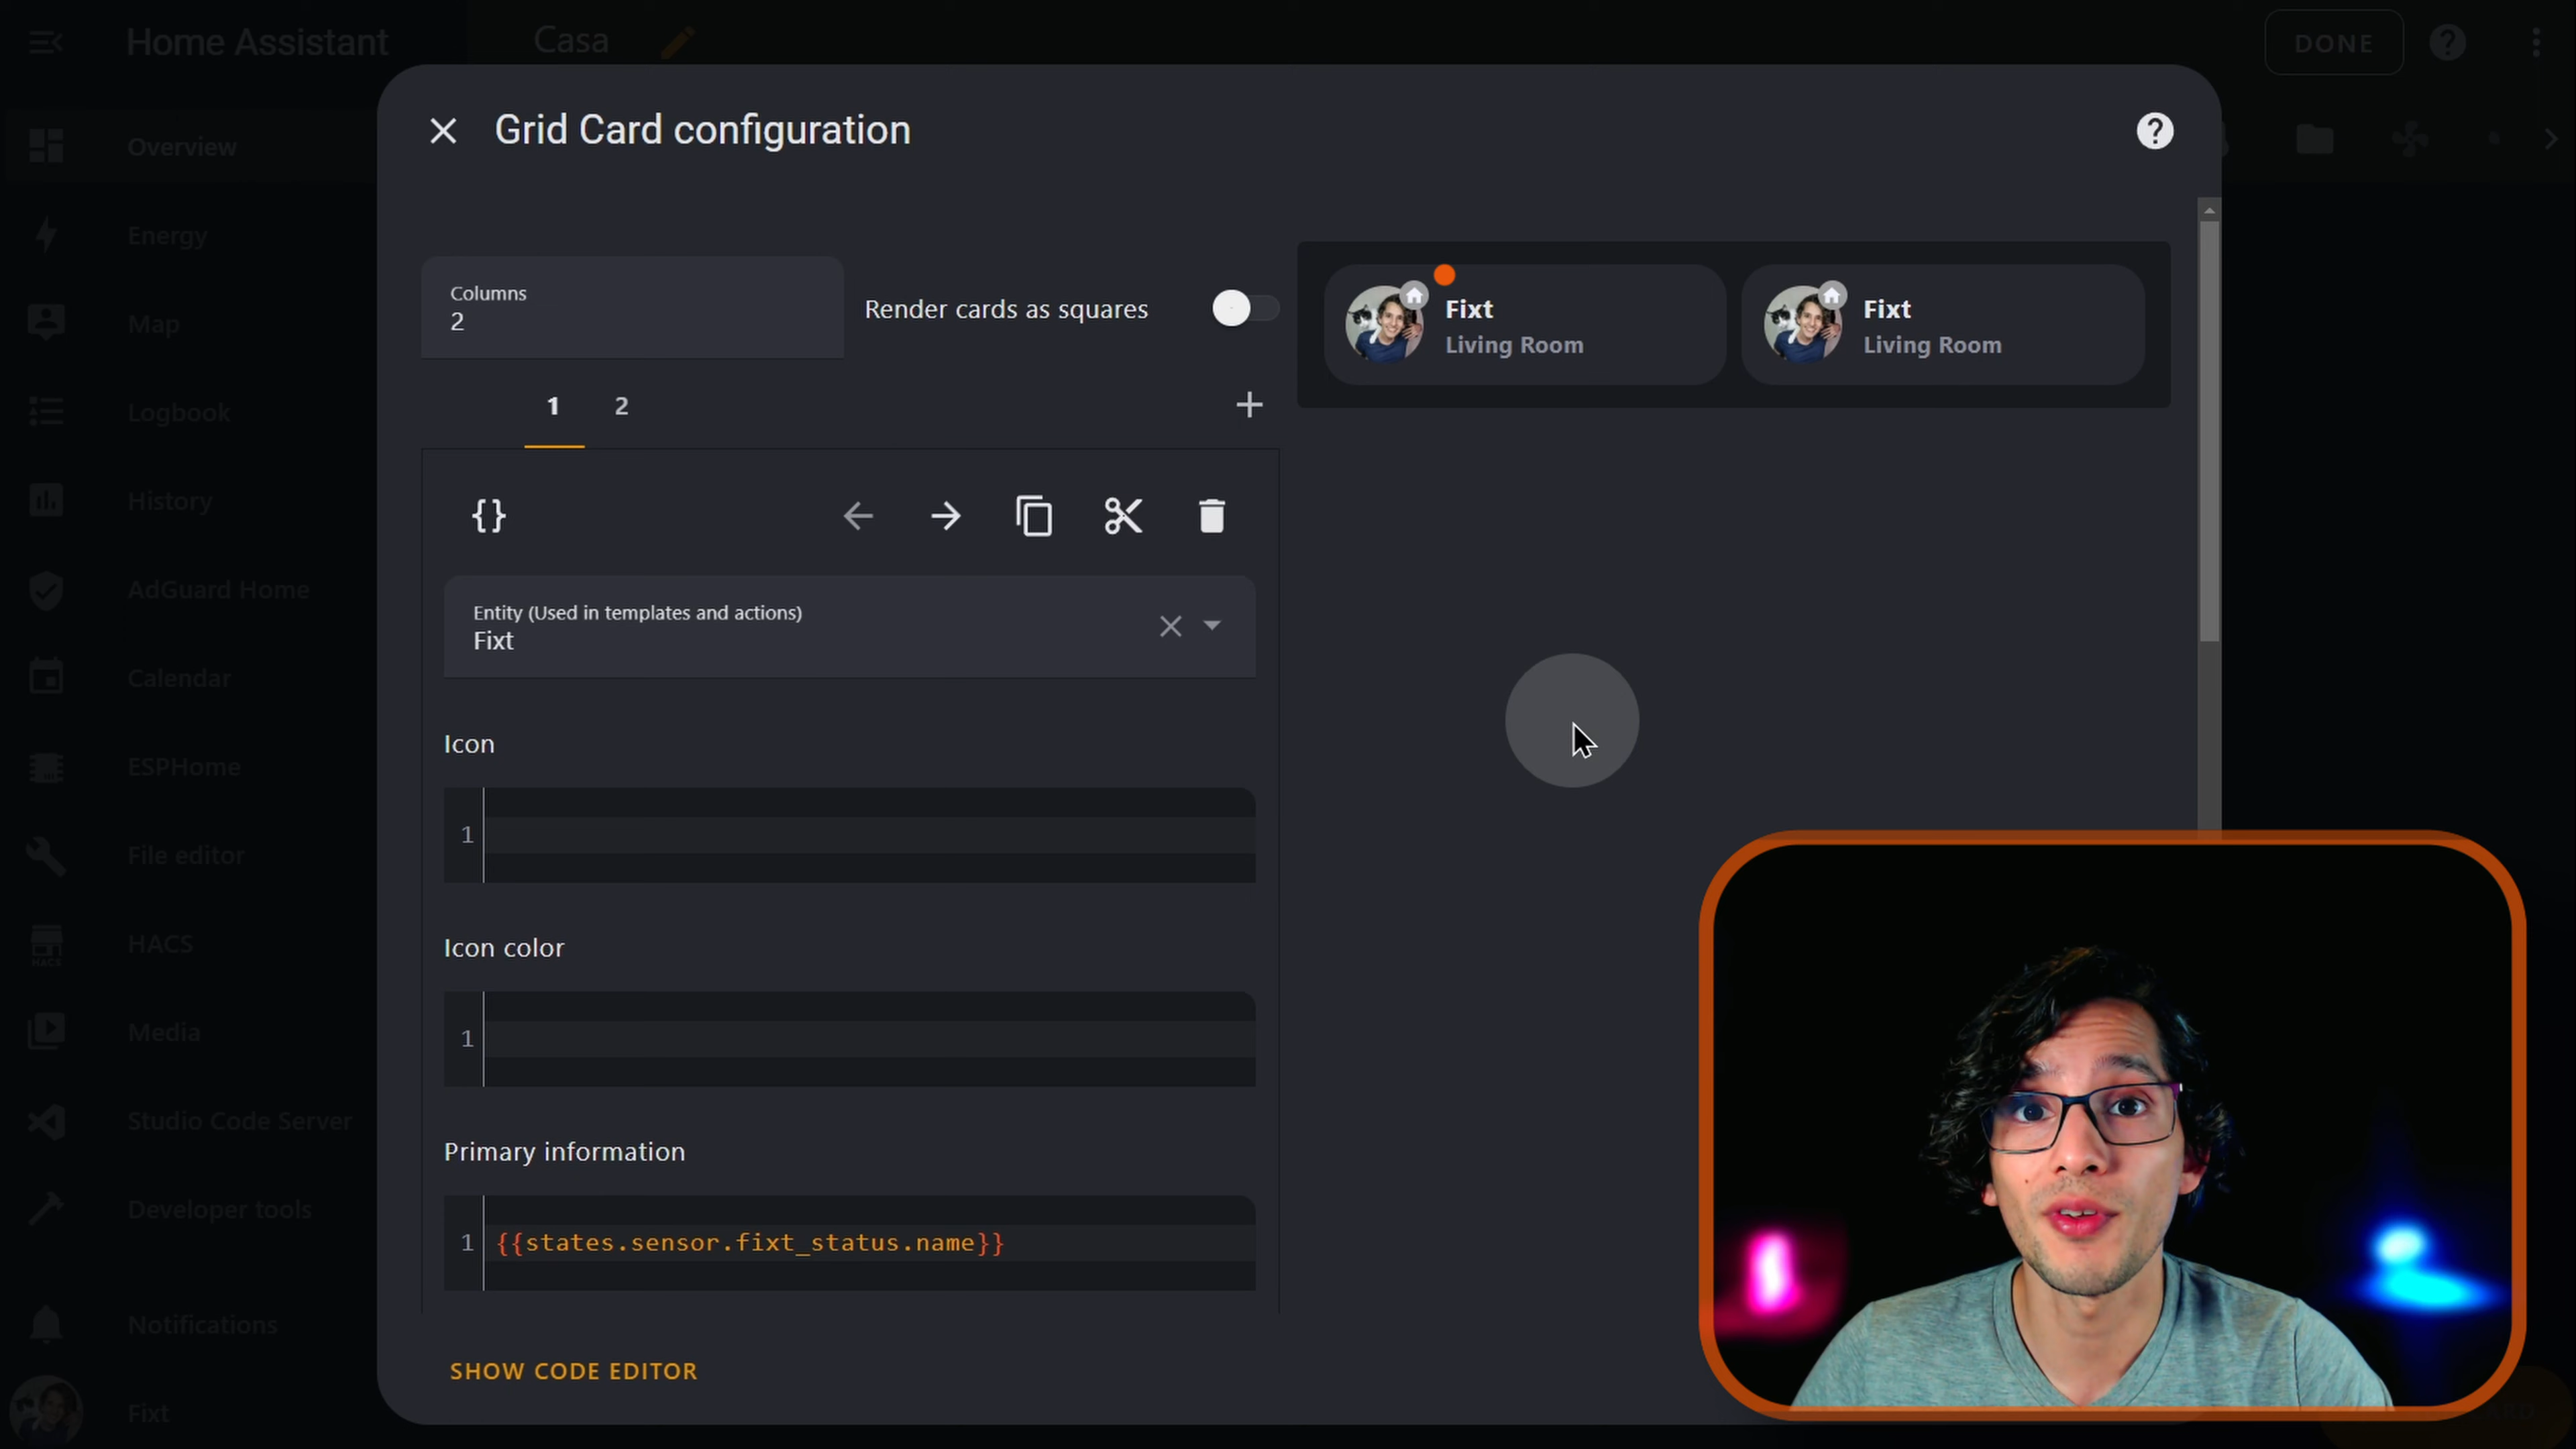 Home Assistant
Casa
DONE
Grid Card configuration
Overview
Energy
Map
Logbook
History
AdGuard Home
Calendar
ESPHome
File editor
HACS
HACS
Media
Studio Code Server
Developer tools
Notifications
Fixt
Columns
2
Render cards as squares
1
2
{}
Entity (Used in templates and actions)
Fixt
Icon
1
Icon color
1
Primary information
1 {{states.sensor.fixt_status.name}}
SHOW CODE EDITOR
Fixt
Living Room
Fixt
Living Room